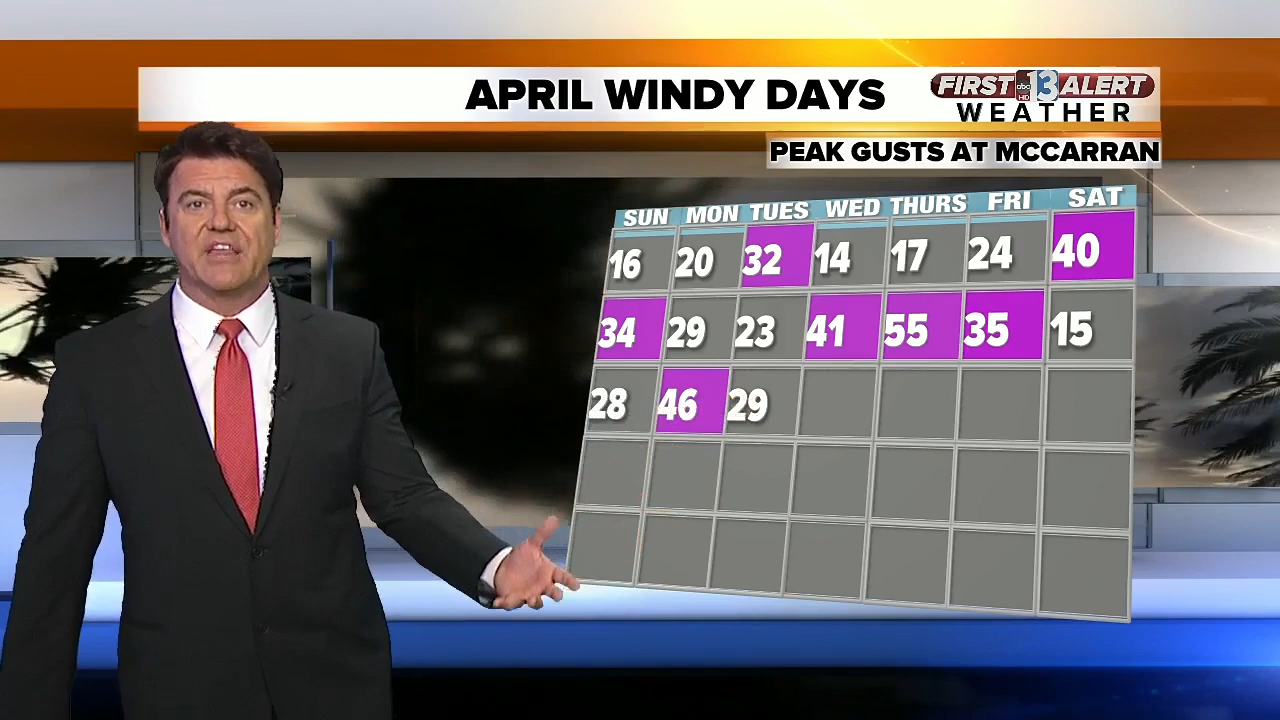 APRIL WINDY DAYS
FIRST abc 13 HD ALERT
WEATHER
PEAK GUSTS AT MCCARRAN
SUN MON TUES WED THURS FRI SAT
16 20 32 14 17 24 40
34 29 23 41 55 35 15
28 46 29